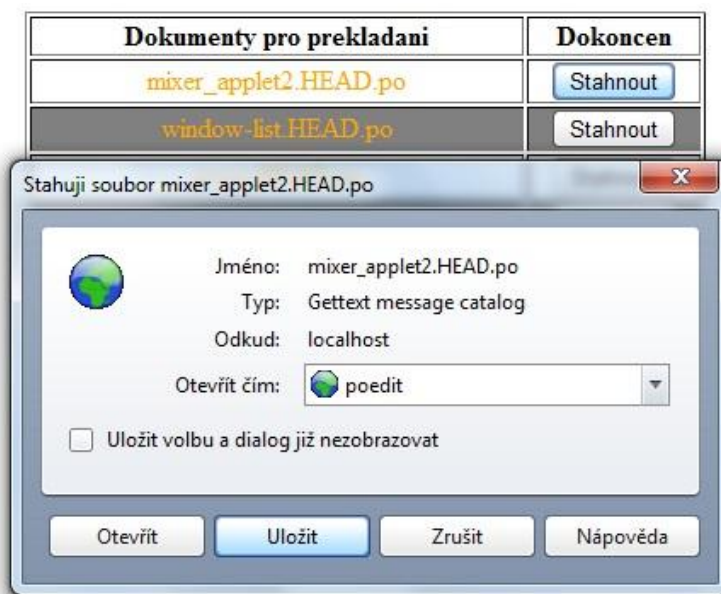 Dokumenty pro prekladani Dokoncen
mixer_applet2.HEAD.po Stahnout
window-list.HEAD.po Stahnout
Stahuji soubor mixer_applet2.HEAD.po
Jméno: mixer_applet2.HEAD.po
Typ: Gettext message catalog
Odkud: localhost
Otevřít čím: poedit
Uložit volbu a dialog již nezobrazovat
Otevřít Uložit Zrušit Nápověda